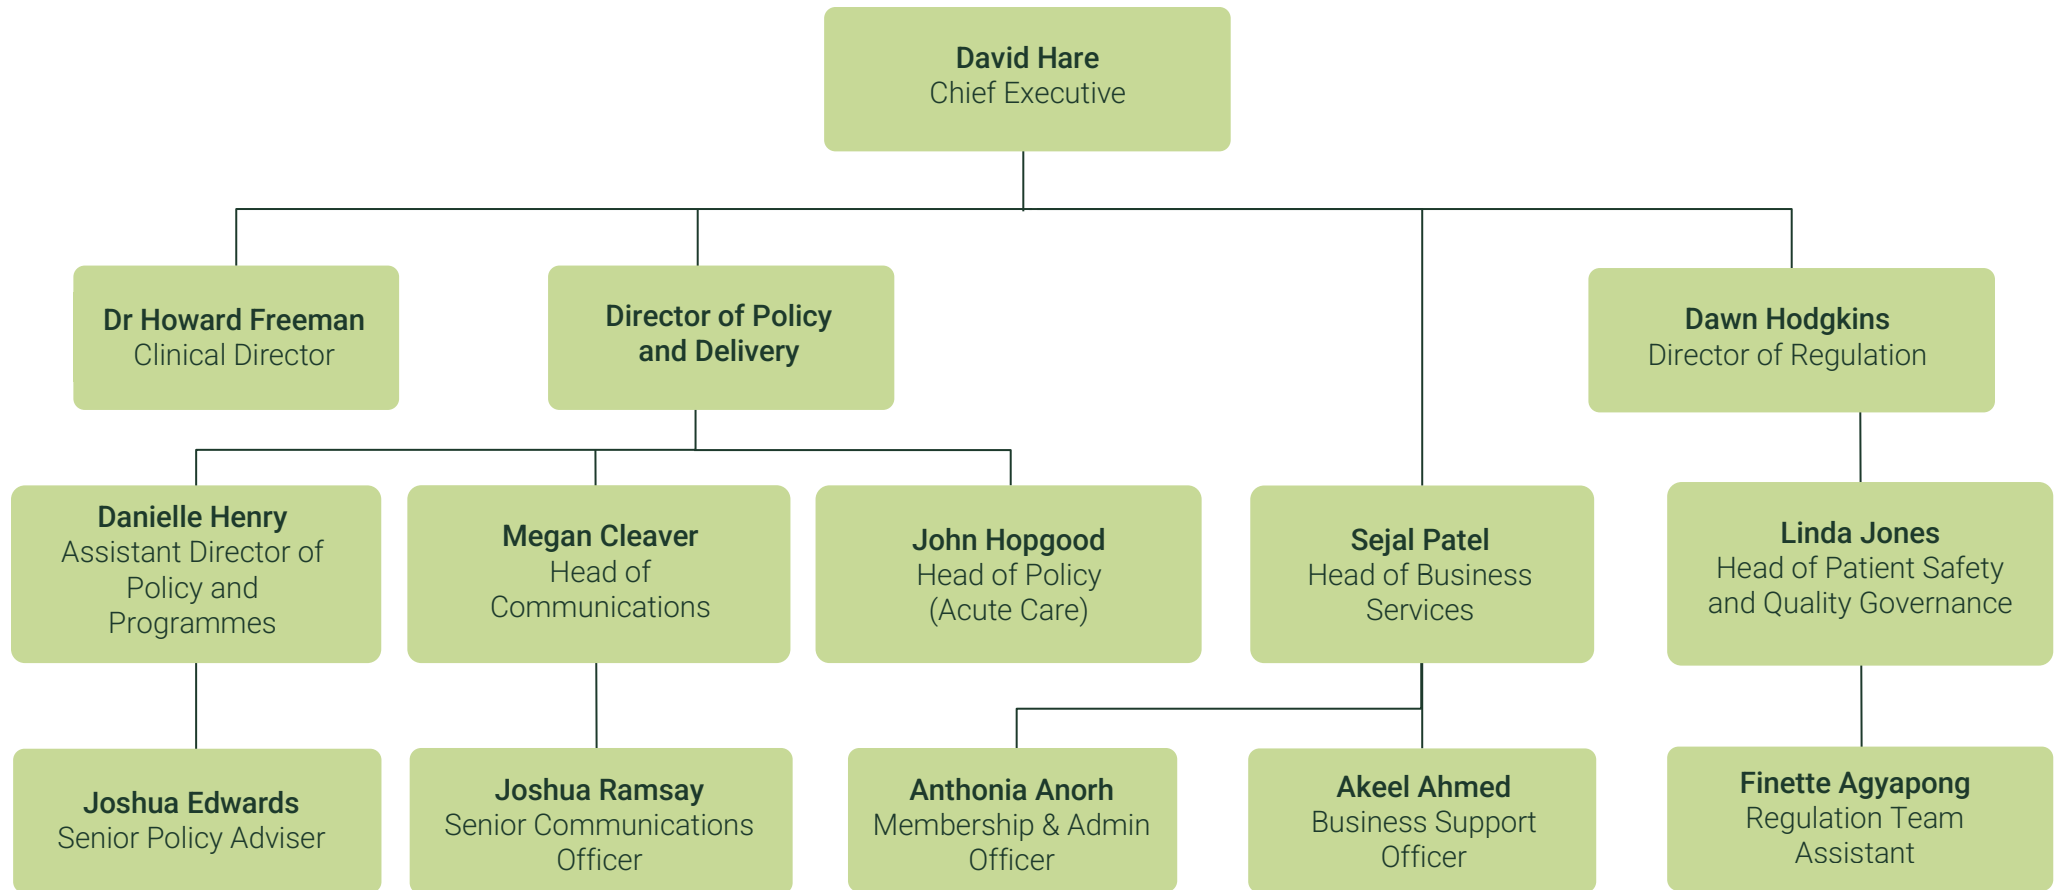 David Hare
Chief Executive
Dr Howard Freeman
Clinical Director
Director of Policy
and Delivery
Dawn Hodgkins
Director of Regulation
Danielle Henry
Assistant Director of
Policy and
Programmes
Megan Cleaver
Head of
Communications
John Hopgood
Head of Policy
(Acute Care)
Sejal Patel
Head of Business
Services
Linda Jones
Head of Patient Safety
and Quality Governance
Joshua Edwards
Senior Policy Adviser
Joshua Ramsay
Senior Communications
Officer
Anthonia Anorh
Membership & Admin
Officer
Akeel Ahmed
Business Support
Officer
Finette Agyapong
Regulation Team
Assistant